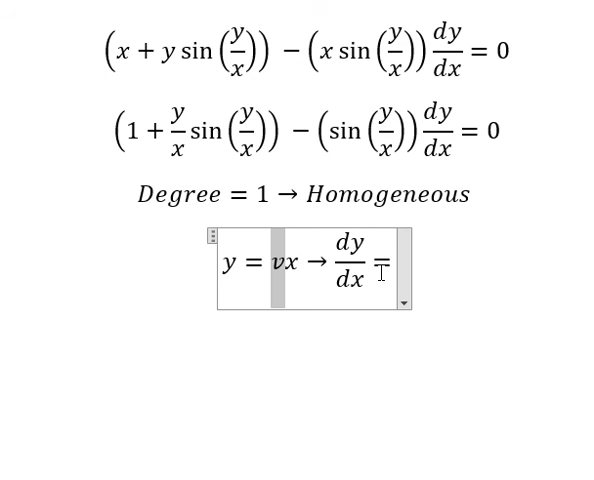 (x + y sin(y/x)) − (x sin(y/x)) dy/dx = 0
(1 + y/x sin(y/x)) − (sin(y/x)) dy/dx = 0
Degree = 1 → Homogeneous
y = vx → dy/dx =